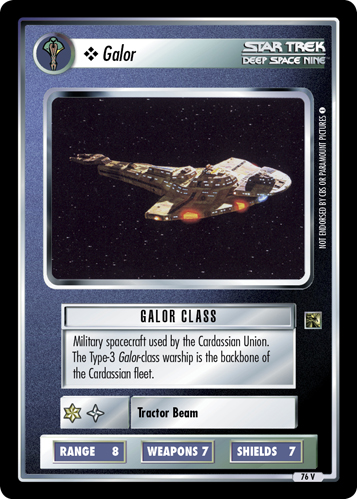 ❖ Galor
STAR TREK
DEEP SPACE NINE
NOT ENDORSED BY CBS OR PARAMOUNT PICTURES
GALOR CLASS
Military spacecraft used by the Cardassian Union.
The Type-3 Galor-class warship is the backbone of
the Cardassian fleet.
Tractor Beam
RANGE 8 WEAPONS 7 SHIELDS 7
76 V